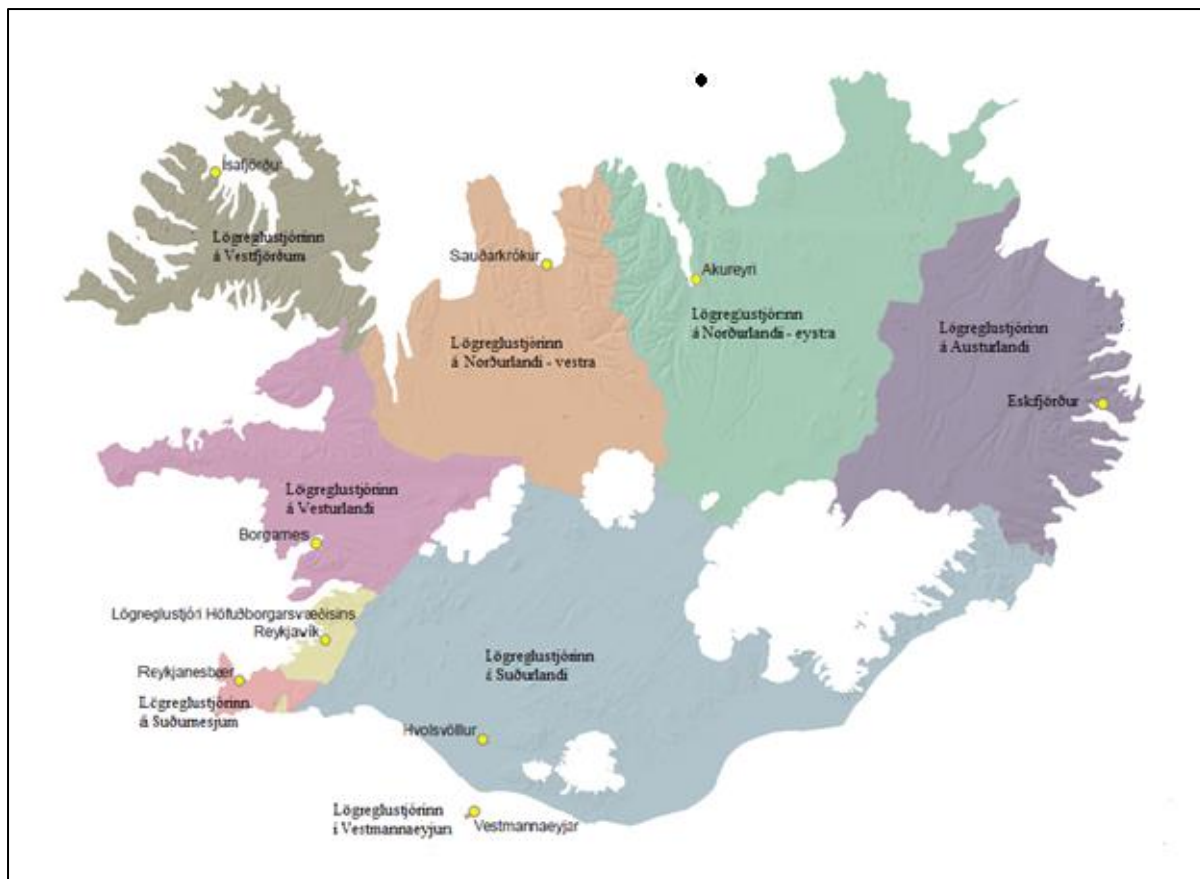 Ísafjörður
Lögreglustjórinn
á Vestfjörðum
Sauðarkrókur
Akureyri
Lögreglustjórinn
á Norðurlandi - eystra
Lögreglustjórinn
á Norðurlandi - vestra
Lögreglustjórinn
á Austurlandi
Eskifjörður
Lögreglustjórinn
á Vesturlandi
Borgarnes
Lögreglustjóri Höfuðborgarsvæðisins
Reykjavík
Reykjanesbær
Lögreglustjórinn
á Suðurnesjum
Lögreglustjórinn
á Suðurlandi
Hvolsvöllur
Lögreglustjórinn
í Vestmannaeyjum
Vestmannaeyjar